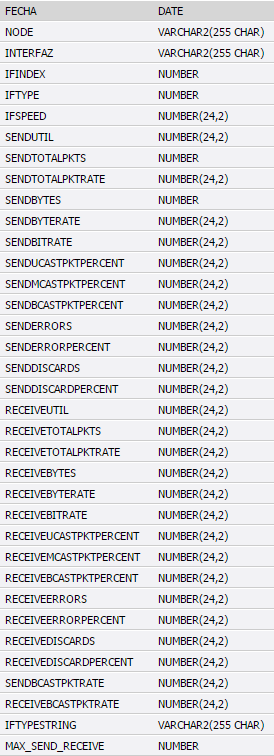 FECHA DATE
NODE VARCHAR2(255 CHAR)
INTERFAZ VARCHAR2(255 CHAR)
IFINDEX NUMBER
IFTYPE NUMBER
IFSPEED NUMBER(24,2)
SENDUTIL NUMBER(24,2)
SENDTOTALPKTS NUMBER
SENDTOTALPKTRATE NUMBER(24,2)
SENDBYTES NUMBER
SENDBYTERATE NUMBER(24,2)
SENDBITRATE NUMBER(24,2)
SENDUCASTPKTPERCENT NUMBER(24,2)
SENDMCASTPKTPERCENT NUMBER(24,2)
SENDBCASTPKTPERCENT NUMBER(24,2)
SENDERRORS NUMBER(24,2)
SENDERRORPERCENT NUMBER(24,2)
SENDDISCARDS NUMBER(24,2)
SENDDISCARDPERCENT NUMBER(24,2)
RECEIVEUTIL NUMBER(24,2)
RECEIVETOTALPKTS NUMBER(24,2)
RECEIVETOTALPKTRATE NUMBER(24,2)
RECEIVEBYTES NUMBER(24,2)
RECEIVEBYTERATE NUMBER(24,2)
RECEIVEBITRATE NUMBER(24,2)
RECEIVEUCASTPKTPERCENT NUMBER(24,2)
RECEIVEMCASTPKTPERCENT NUMBER(24,2)
RECEIVEBCASTPKTPERCENT NUMBER(24,2)
RECEIVEERRORS NUMBER(24,2)
RECEIVEERRORPERCENT NUMBER(24,2)
RECEIVEDISCARDS NUMBER(24,2)
RECEIVEDISCARDPERCENT NUMBER(24,2)
SENDBCASTPKTRATE NUMBER(24,2)
RECEIVEBCASTPKTRATE NUMBER(24,2)
IFTYPESTRING VARCHAR2(255 CHAR)
MAX_SEND_RECEIVE NUMBER